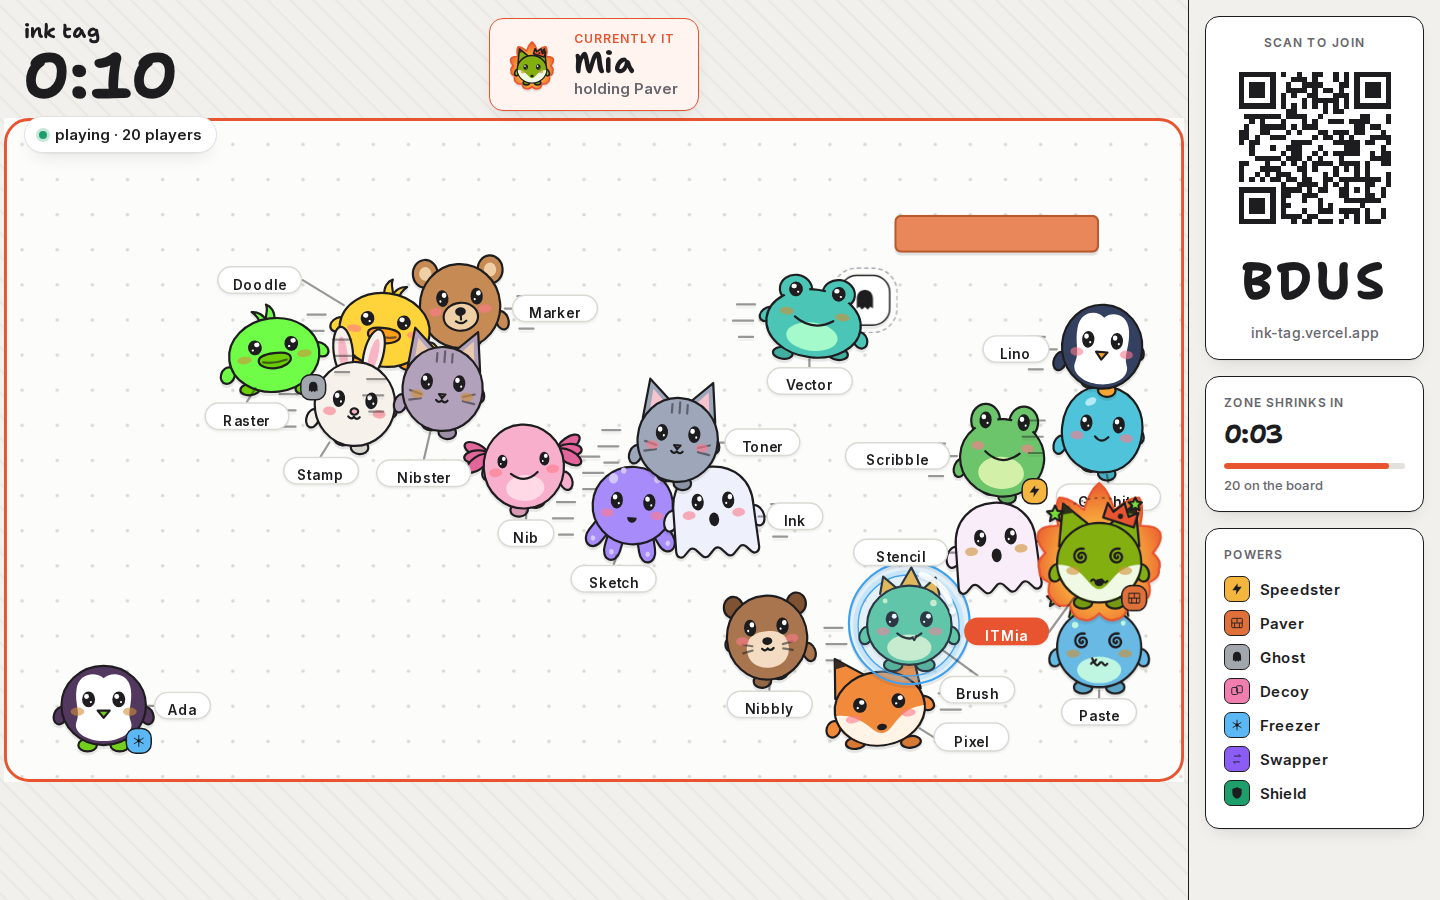 ink tag
0:10
CURRENTLY IT
Mia
holding Paver
playing · 20 players
Doodle
Marker
Raster
Stamp
Nibster
Nib
Sketch
Toner
Ink
Vector
Lino
Scribble
Stencil
ITMia
Nibbly
Brush
Pixel
Paste
Ada
SCAN TO JOIN
BDUS
ink-tag.vercel.app
ZONE SHRINKS IN
0:03
20 on the board
POWERS
Speedster
Paver
Ghost
Decoy
Freezer
Swapper
Shield